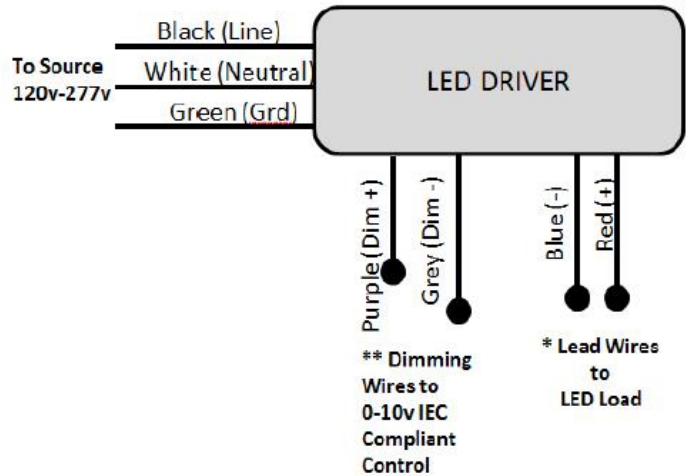 Black (Line)
To Source
120v-277v
White (Neutral)
Green (Grd)
LED DRIVER
Purple (Dim +)
Grey (Dim -)
Blue (-)
Red (+)
** Dimming
Wires to
0-10v IEC
Compliant
Control
* Lead Wires
to
LED Load